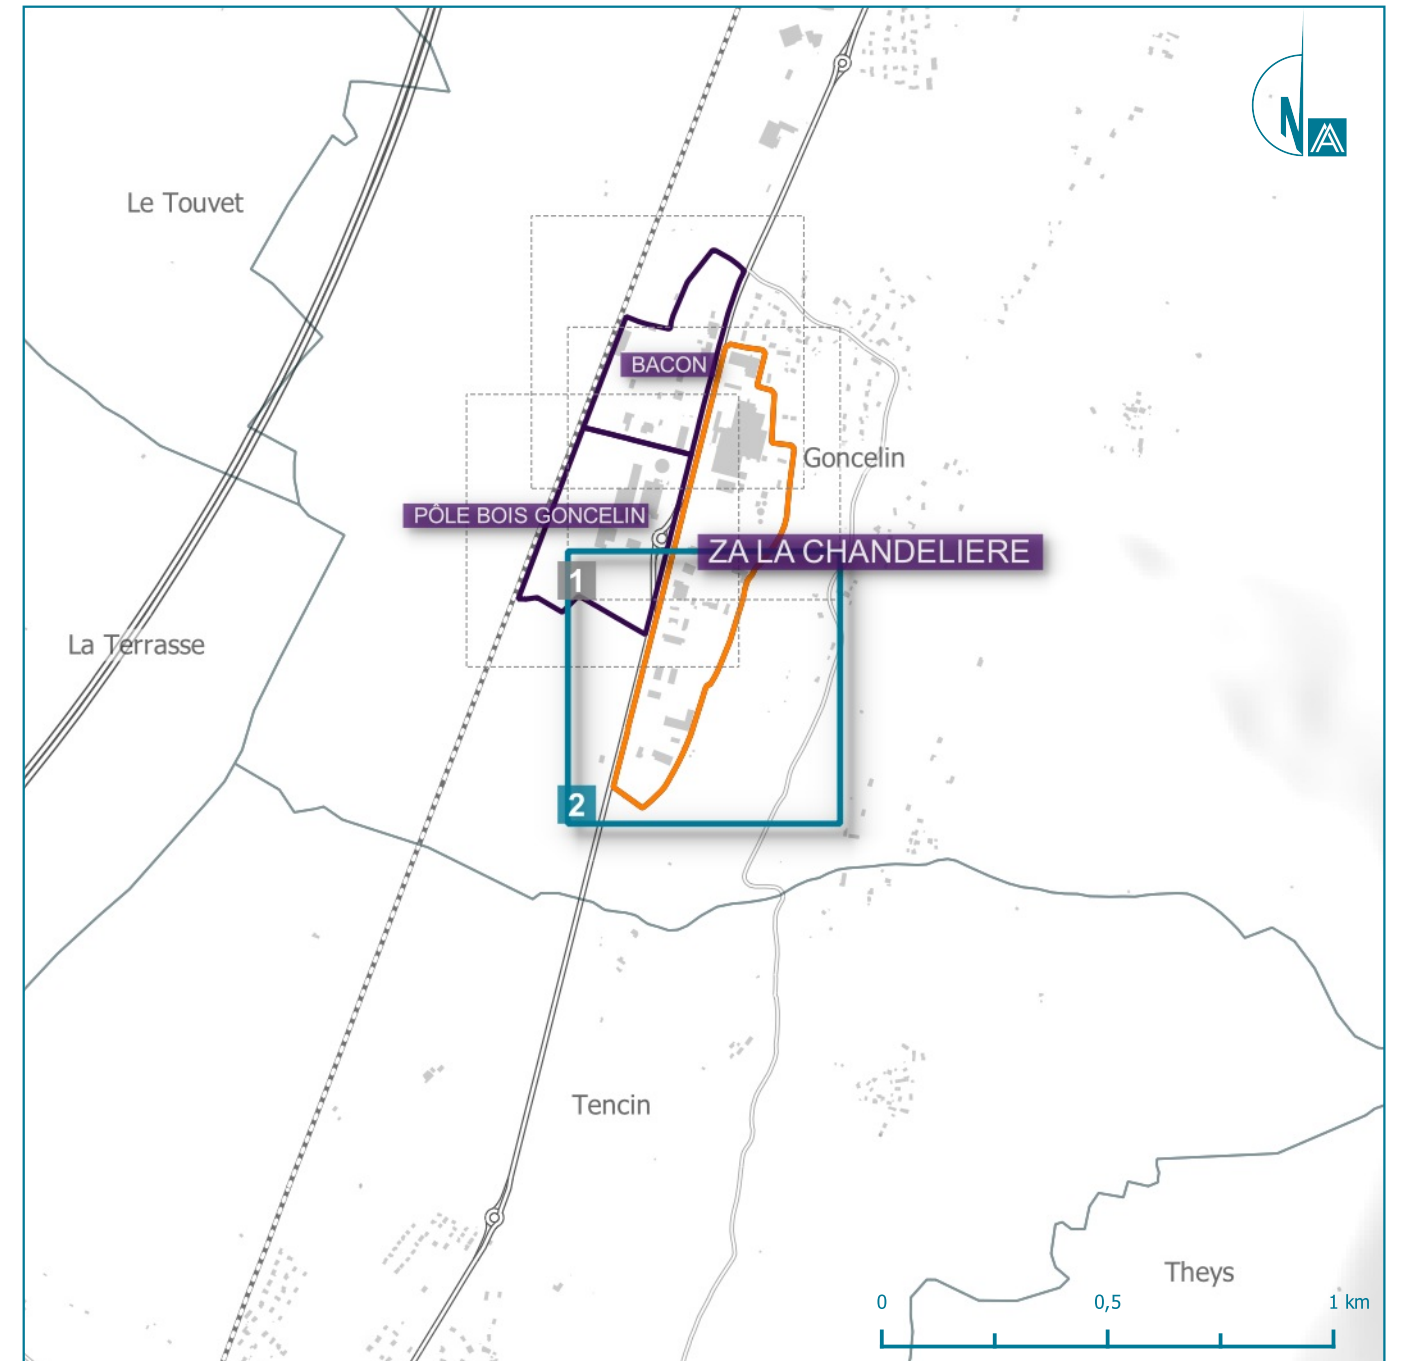 N
Le Touvet
BACON
Goncelin
PÔLE BOIS GONCELIN
ZA LA CHANDELIERE
1
La Terrasse
2
Tencin
Theys
0 0,5 1 km